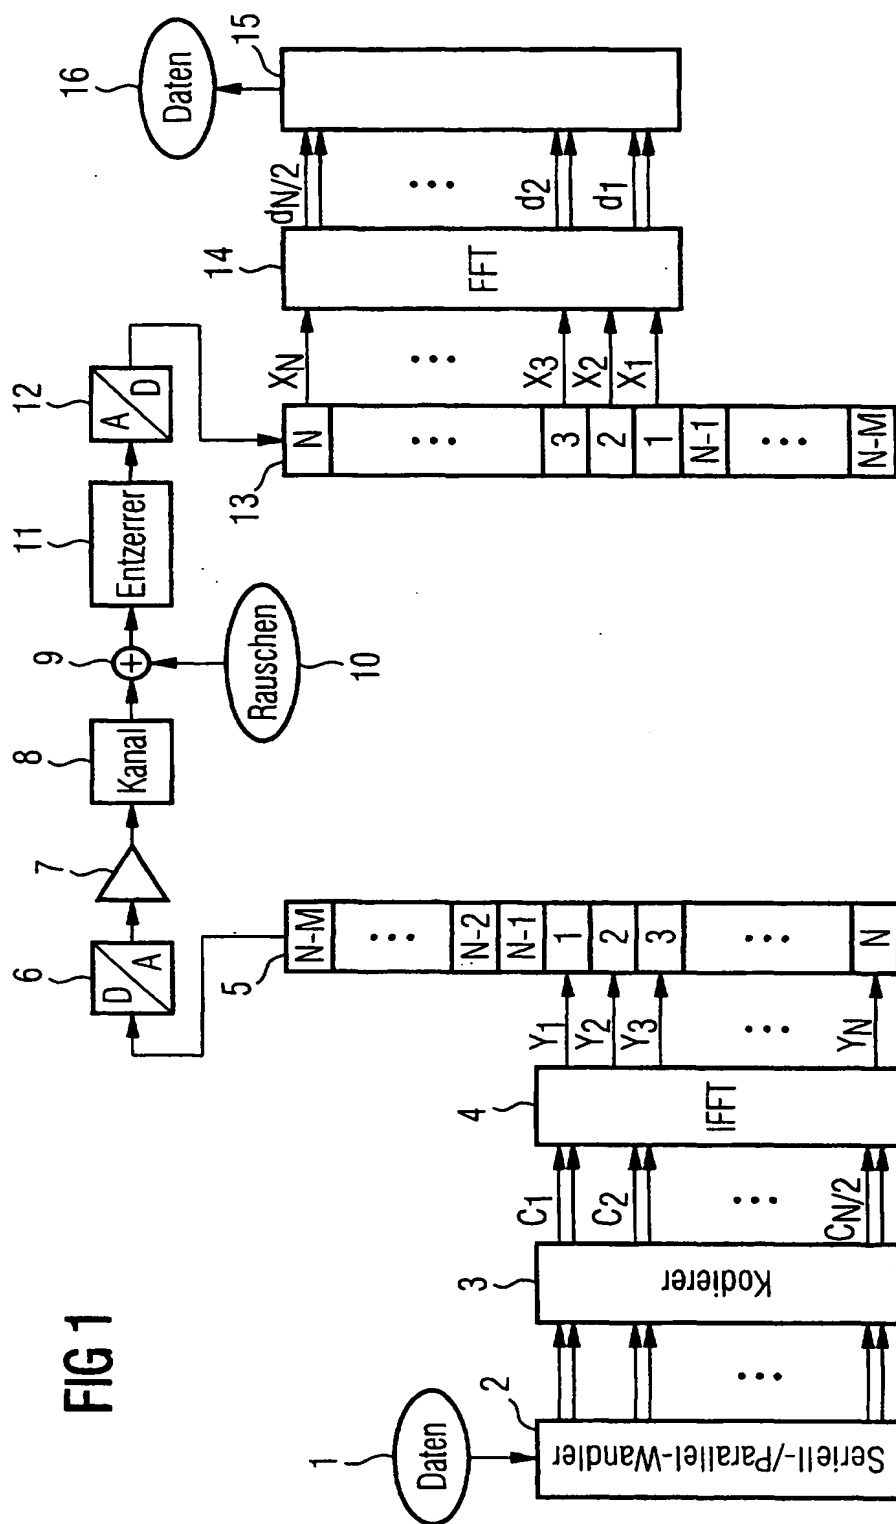 FIG 1
1
Daten
2
Seriell-/Parallel-Wandler
...
3
Kodierer
C1
C2
...
CN/2
4
IFFT
Y1
Y2
Y3
...
YN
5
N-M
...
N-2
N-1
1
2
3
...
N
6
D
A
7
8
Kanal
9
+
10
Rauschen
11
Entzerrer
12
A
D
13
N
...
3
2
1
N-1
...
N-M
XN
...
X3
X2
X1
14
FFT
dN/2
...
d2
d1
15
16
Daten